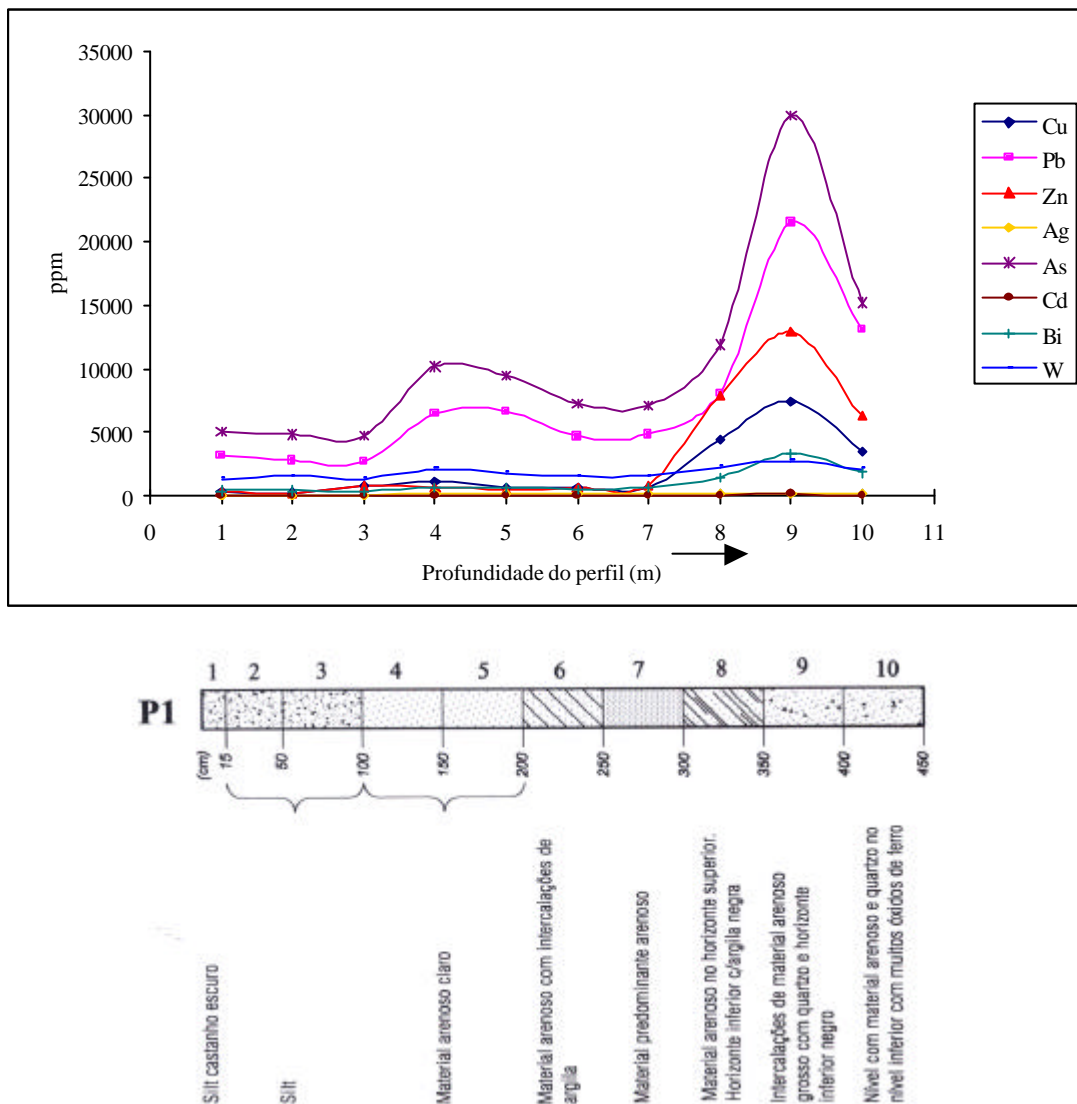 35000
30000
25000
20000
15000
10000
5000
0
ppm
0 1 2 3 4 5 6 7 8 9 10 11
Profundidade do perfil (m)
Cu
Pb
Zn
Ag
As
Cd
Bi
W
1 2 3 4 5 6 7 8 9 10
P1
(cm) 15 50 100 150 200 250 300 350 400 450
Silt castanho escuro
Silt
Material arenoso claro
Material arenoso com intercalações de
argila
Material predominante arenoso
Material arenoso no horizonte superior.
Horizonte inferior c/argila negra
Intercalações de material arenoso
grosso com quartzo e horizonte
inferior negro
Nível com material arenoso e quartzo no
nível inferior com muitos óxidos de ferro